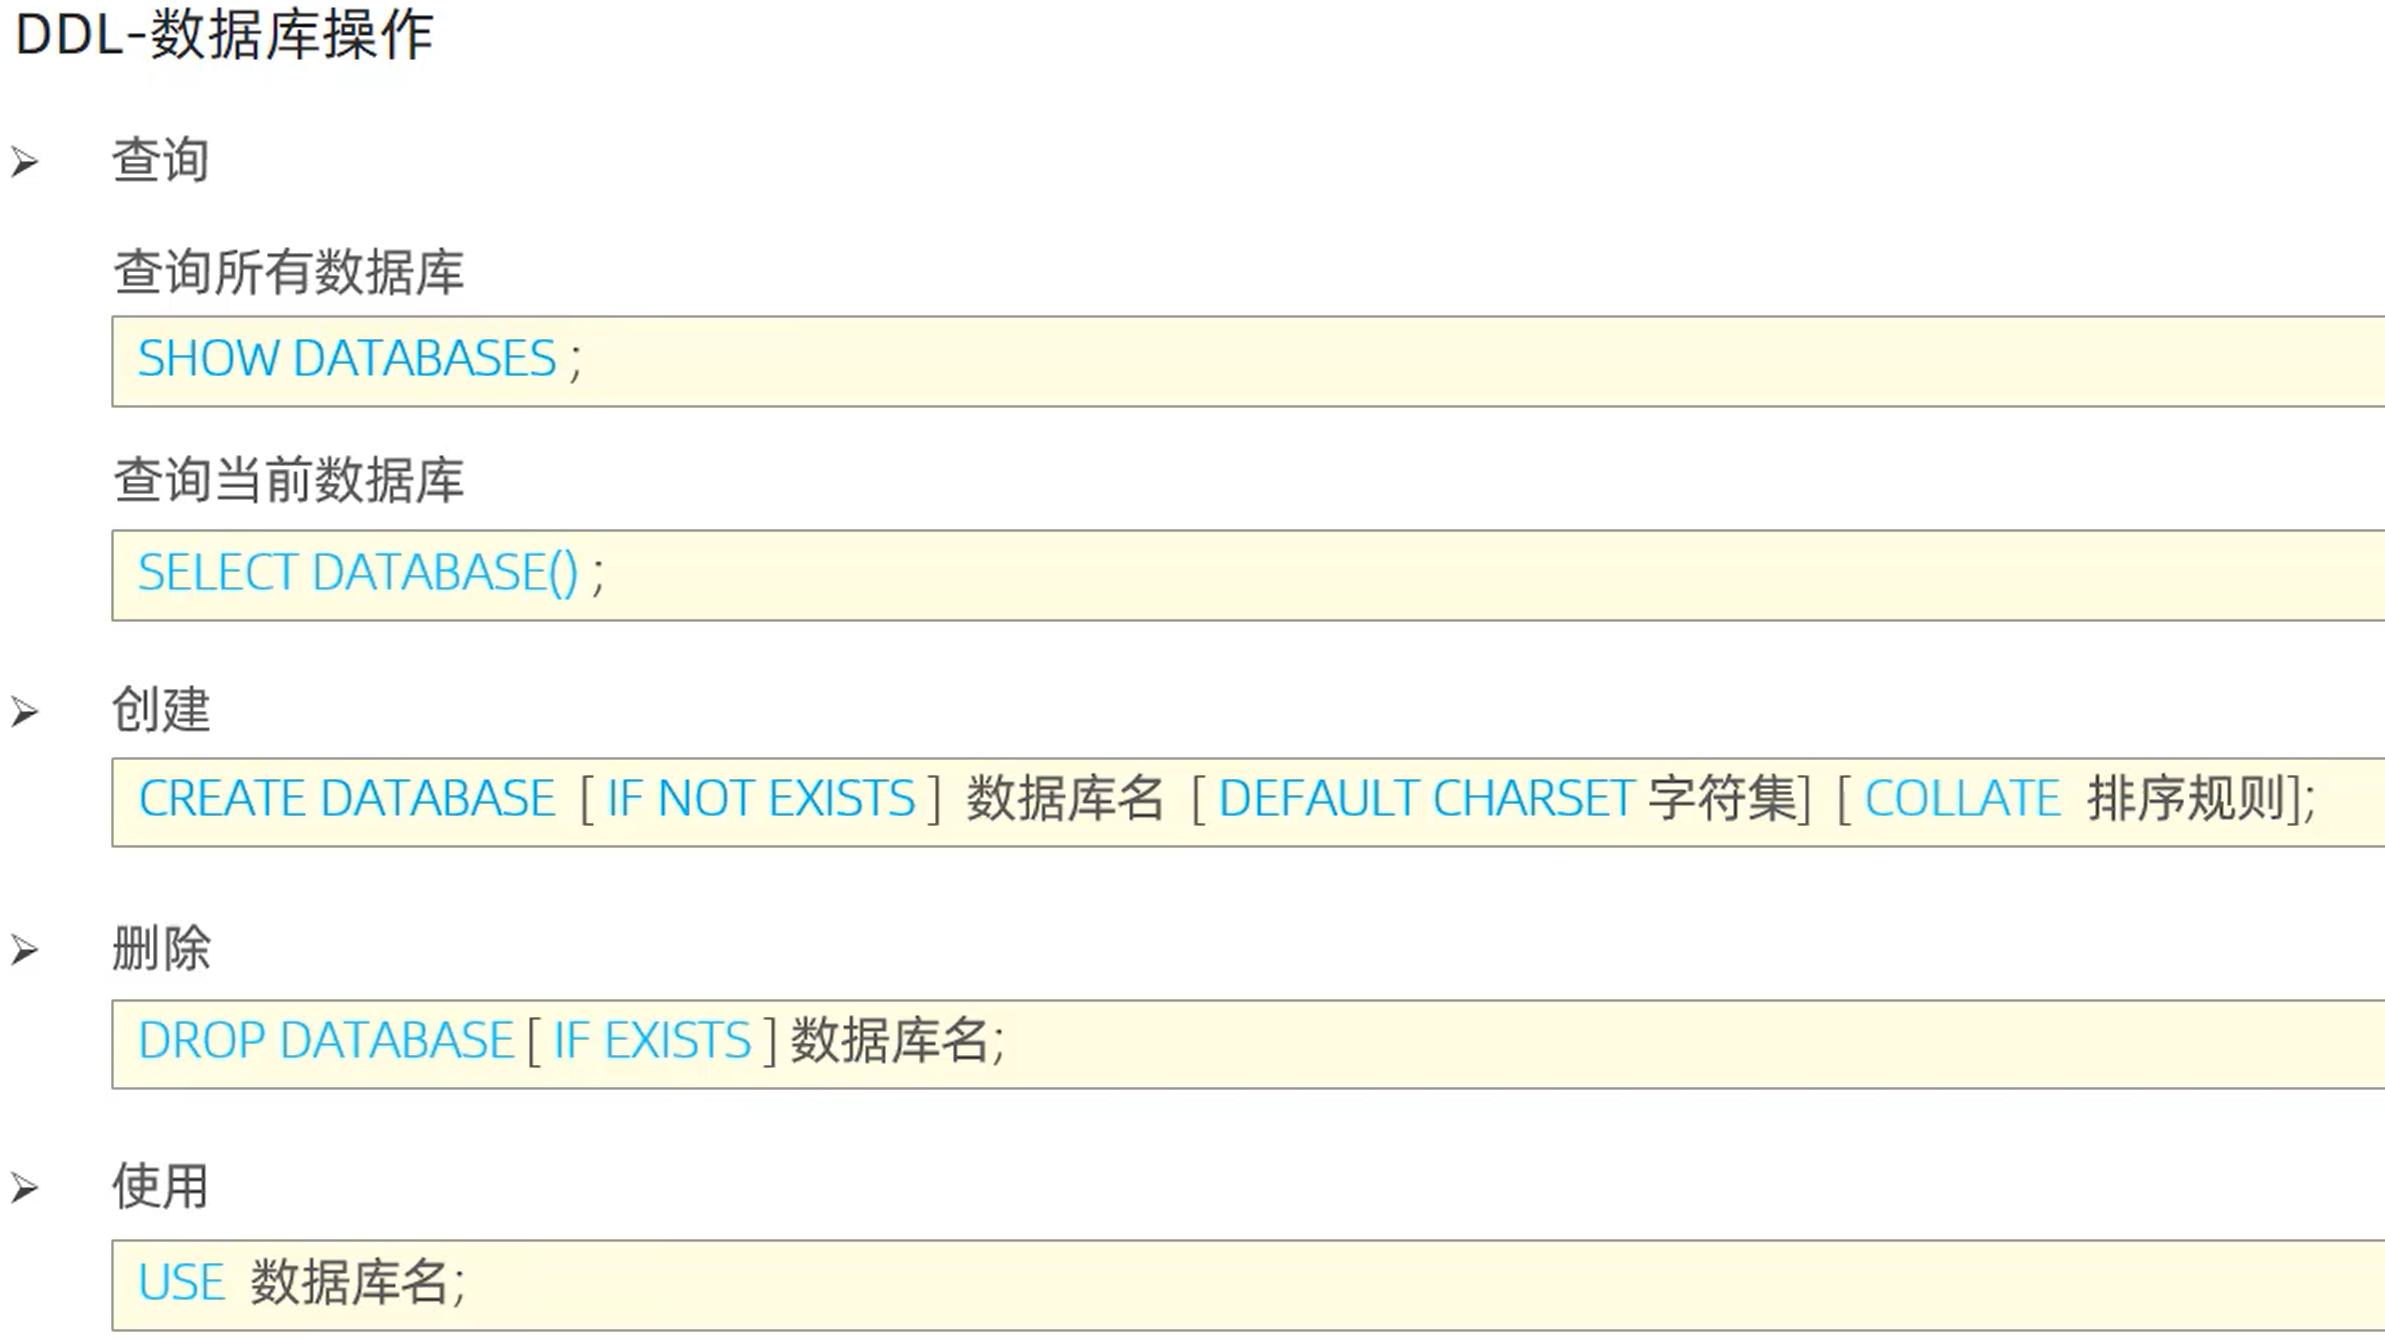 DDL-数据库操作
查询
查询所有数据库
SHOW DATABASES ;
查询当前数据库
SELECT DATABASE() ;
创建
CREATE DATABASE [ IF NOT EXISTS ] 数据库名 [ DEFAULT CHARSET 字符集] [ COLLATE 排序规则];
删除
DROP DATABASE [ IF EXISTS ] 数据库名;
使用
USE 数据库名;